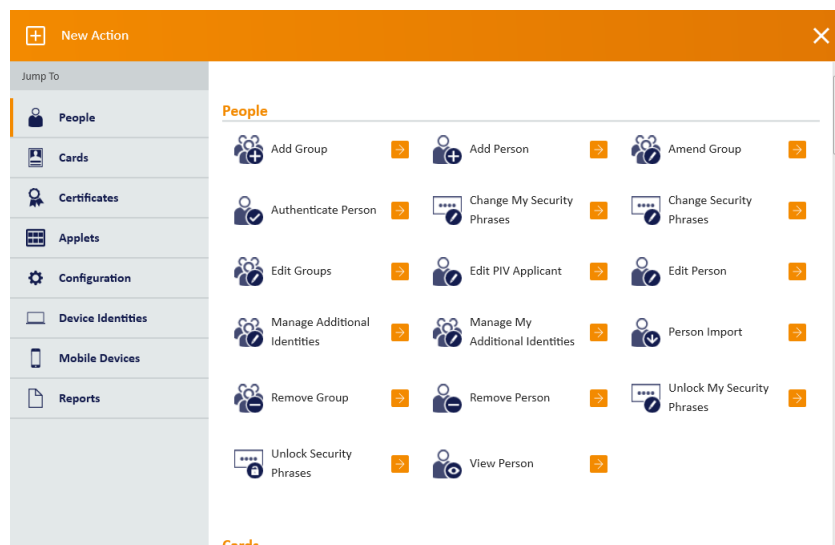 New Action
Jump To
People
Cards
Certificates
Applets
Configuration
Device Identities
Mobile Devices
Reports
People
Add Group
Add Person
Amend Group
Authenticate Person
Change My Security
Phrases
Change Security
Phrases
Edit Groups
Edit PIV Applicant
Edit Person
Manage Additional
Identities
Manage My
Additional Identities
Person Import
Remove Group
Remove Person
Unlock My Security
Phrases
Unlock Security
Phrases
View Person
Cards